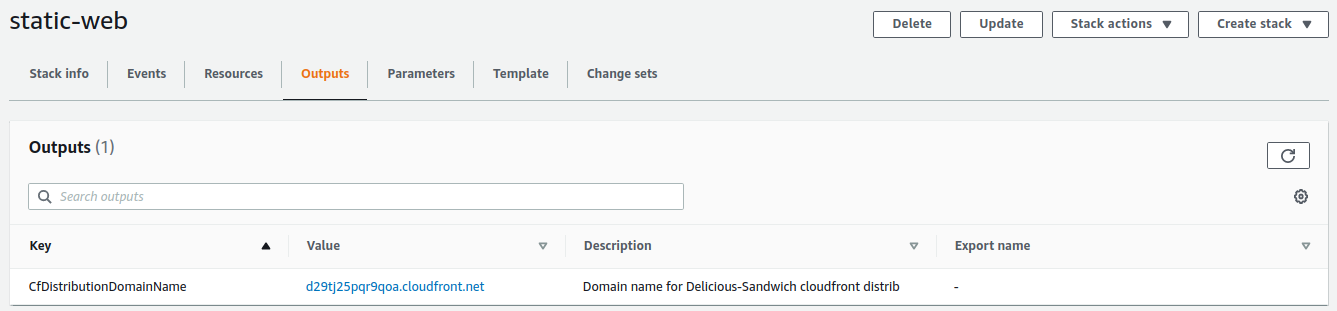 static-web
Delete Update Stack actions Create stack
Stack info Events Resources Outputs Parameters Template Change sets
Outputs (1)
Search outputs
Key Value Description Export name
CfDistributionDomainName d29tj25pqr9qoa.cloudfront.net Domain name for Delicious-Sandwich cloudfront distrib -